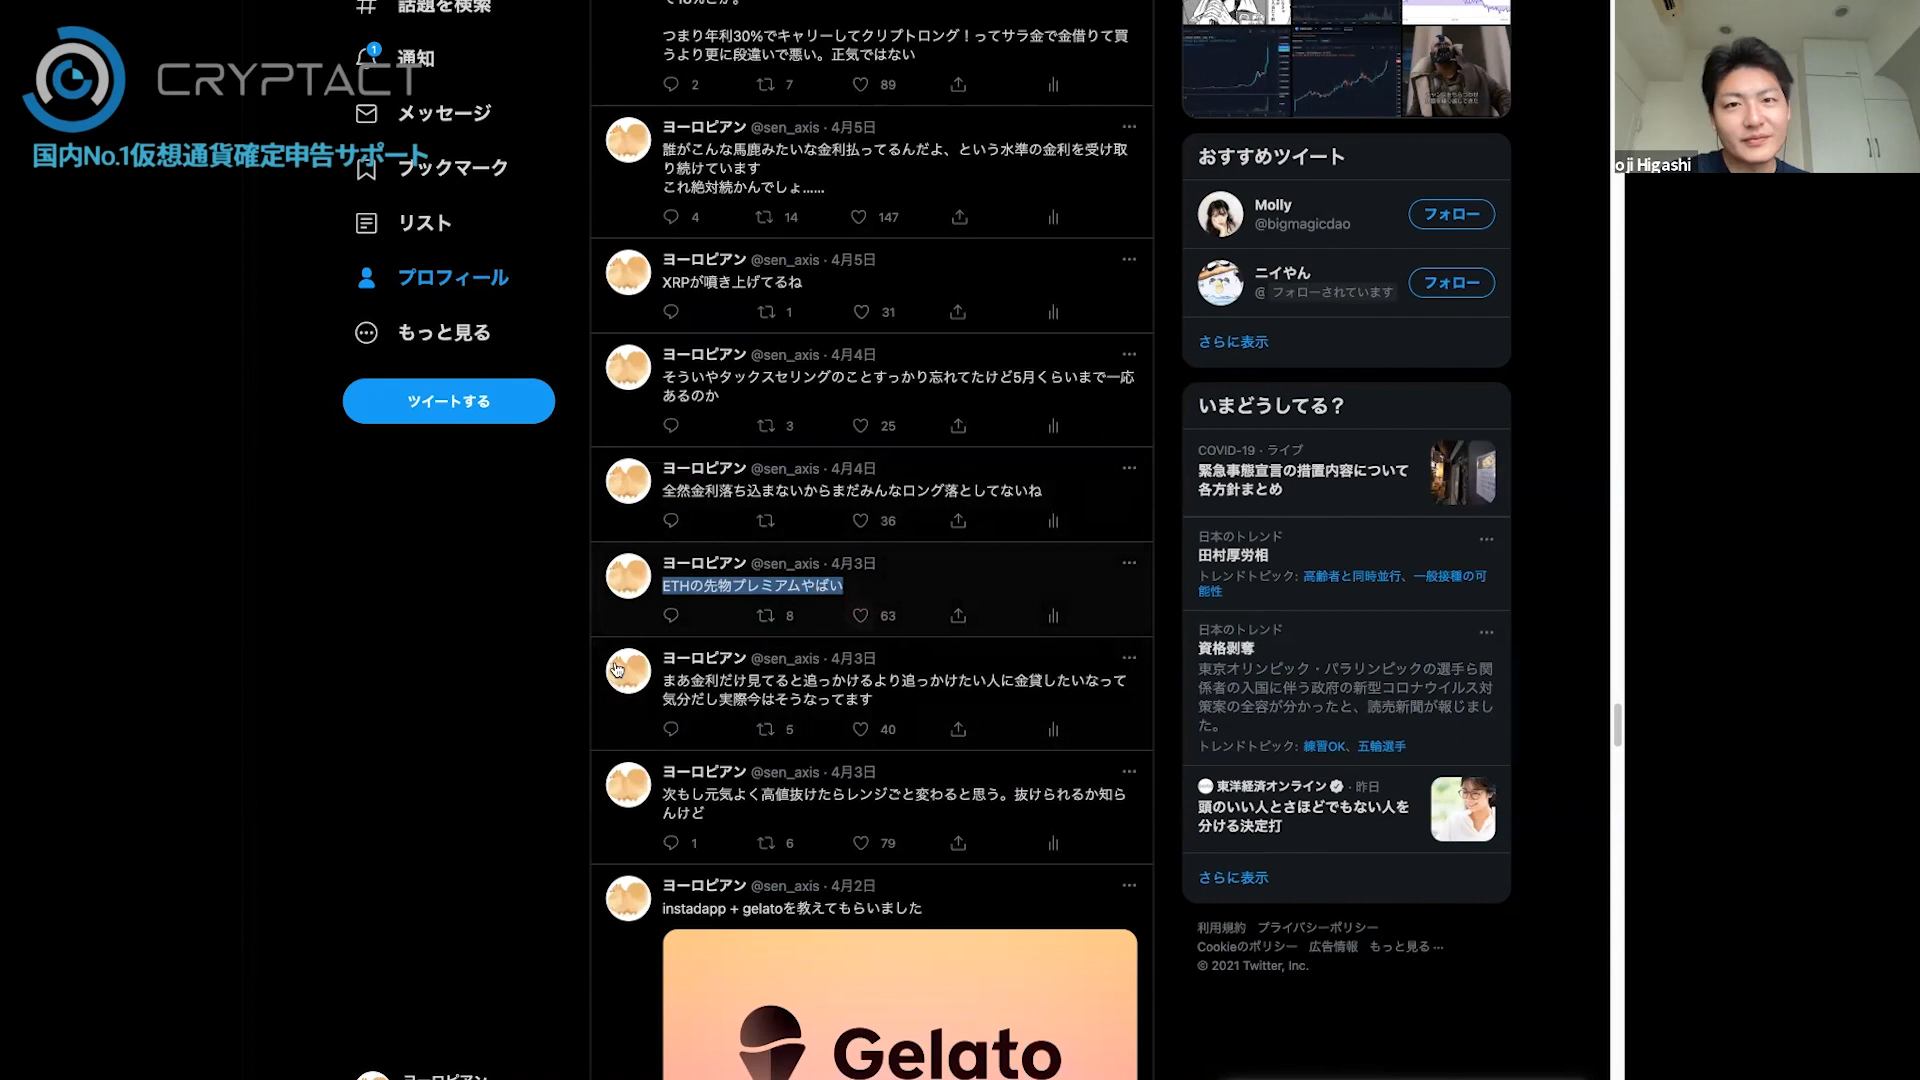 CRYPTACT
国内No.1仮想通貨確定申告サポート
話題を検索
1
通知
メッセージ
ブックマーク
リスト
プロフィール
もっと見る
ツイートする
つまり年利30%でキャリーしてクリプトロング！ってサラ金で金借りて買
うより更に段違いで悪い。正気ではない
2 7 89
ヨーロピアン @sen_axis · 4月5日
誰がこんな馬鹿みたいな金利払ってるんだよ、という水準の金利を受け取
り続けています
これ絶対続かんでしょ……
4 14 147
ヨーロピアン @sen_axis · 4月5日
XRPが噴き上げてるね
1 31
ヨーロピアン @sen_axis · 4月4日
そういやタックスセリングのことすっかり忘れてたけど5月くらいまで一応
あるのか
3 25
ヨーロピアン @sen_axis · 4月4日
全然金利落ち込まないからまだみんなロング落としてないね
36
ヨーロピアン @sen_axis · 4月3日
ETHの先物プレミアムやばい
8 63
ヨーロピアン @sen_axis · 4月3日
まあ金利だけ見てると追っかけるより追っかけたい人に金貸したいなって
気分だし実際今はそうなってます
5 40
ヨーロピアン @sen_axis · 4月3日
次もし元気よく高値抜けたらレンジごと変わると思う。抜けられるか知ら
んけど
1 6 79
ヨーロピアン @sen_axis · 4月2日
instadapp + gelatoを教えてもらいました
Gelato
おすすめツイート
Molly
@bigmagicdao
フォロー
ニイやん
@ フォローされています
フォロー
さらに表示
いまどうしてる？
COVID-19 · ライブ
緊急事態宣言の措置内容について
各方針まとめ
日本のトレンド
田村厚労相
トレンドトピック: 高齢者と同時並行、一般接種の可
能性
日本のトレンド
資格剥奪
東京オリンピック・パラリンピックの選手ら関
係者の入国に伴う政府の新型コロナウイルス対
策案の全容が分かったと、読売新聞が報じまし
た。
トレンドトピック: 練習OK、五輪選手
東洋経済オンライン · 昨日
頭のいい人とさほどでもない人を
分ける決定打
さらに表示
利用規約 プライバシーポリシー
Cookieのポリシー 広告情報 もっと見る ···
© 2021 Twitter, Inc.
oji Higashi